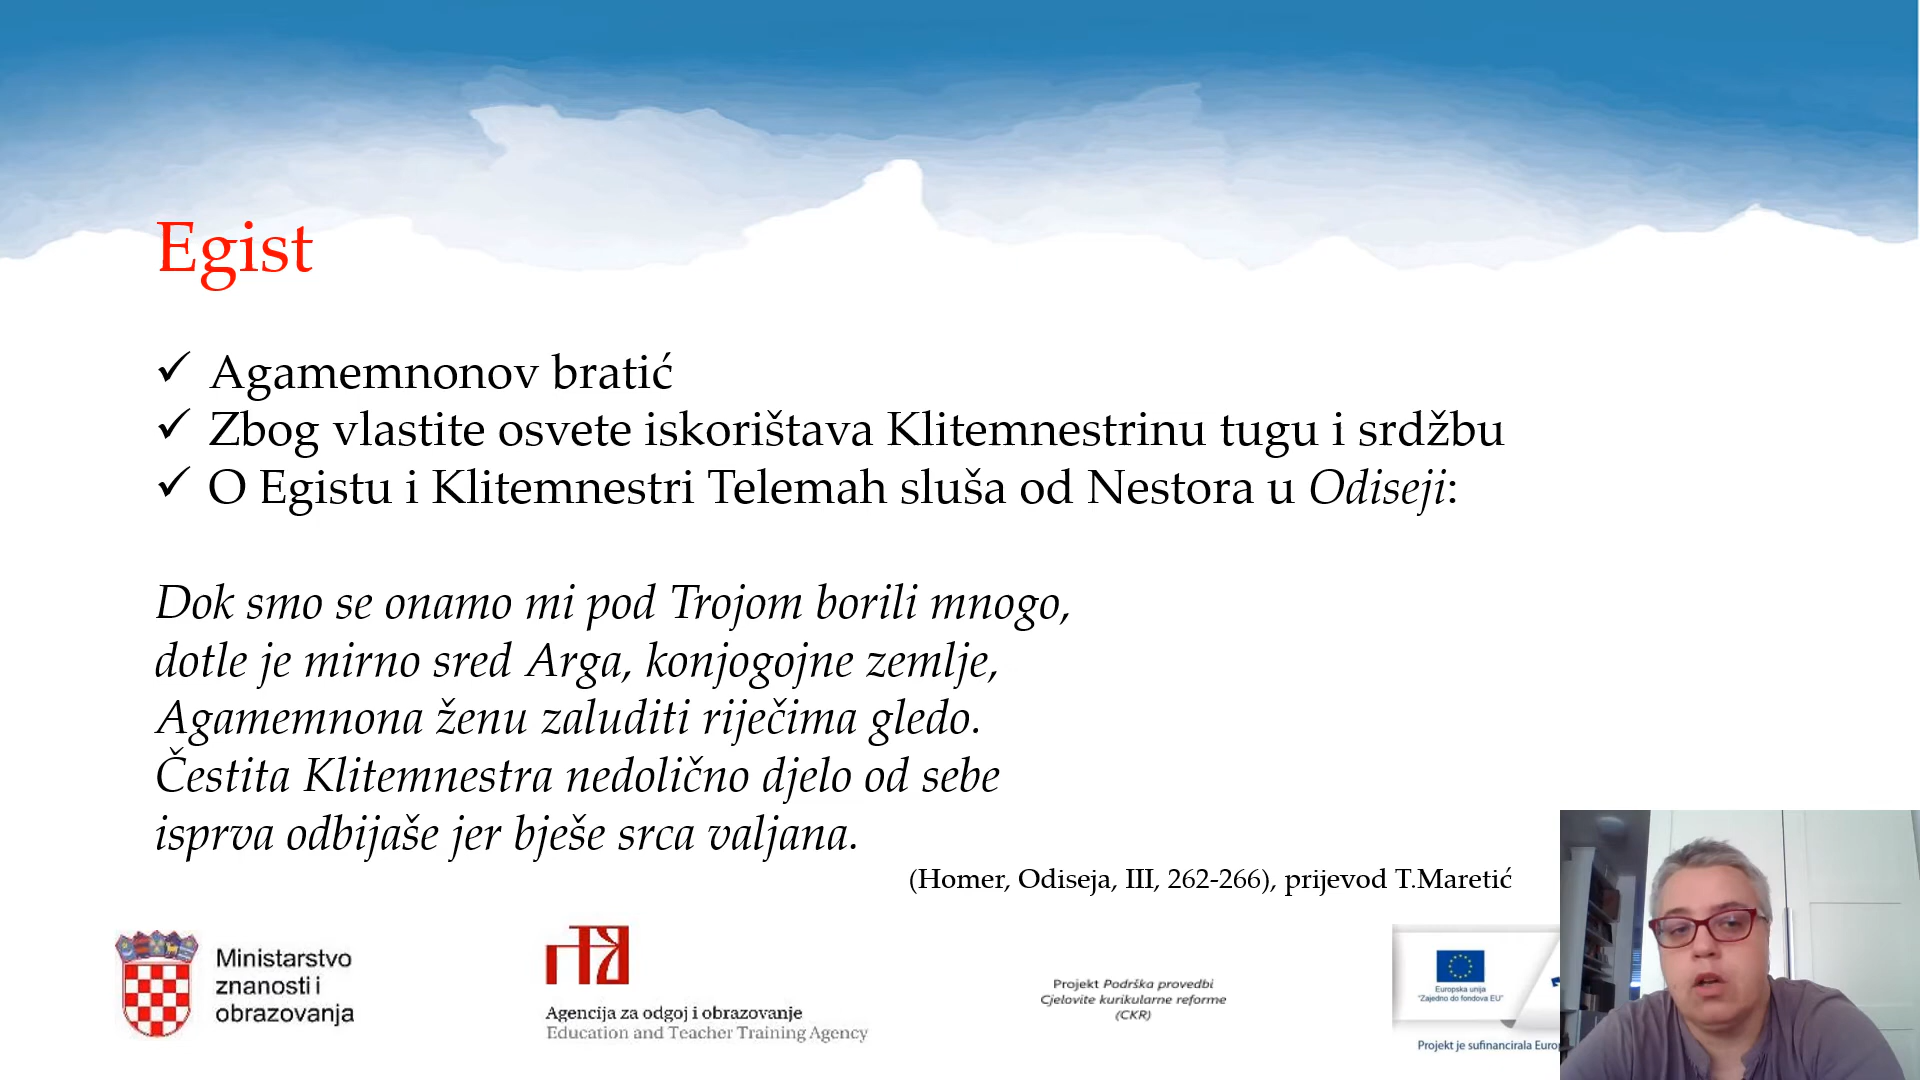 Egist
✓ Agamemnonov bratić
✓ Zbog vlastite osvete iskorištava Klitemnestrinu tugu i srdžbu
✓ O Egistu i Klitemnestri Telemah sluša od Nestora u Odiseji:
Dok smo se onamo mi pod Trojom borili mnogo,
dotle je mirno sred Arga, konjogojne zemlje,
Agamemnona ženu zaluditi riječima gledo.
Čestita Klitemnestra nedolično djelo od sebe
isprva odbijaše jer bješe srca valjana.
(Homer, Odiseja, III, 262-266), prijevod T.Maretić
Ministarstvo
znanosti i
obrazovanja
Agencija za odgoj i obrazovanje
Education and Teacher Training Agency
Projekt Podrška provedbi
Cjelovite kurikularne reforme
(CKR)
Europska unija
"Zajedno do fondova EU"
Projekt je sufinancirala